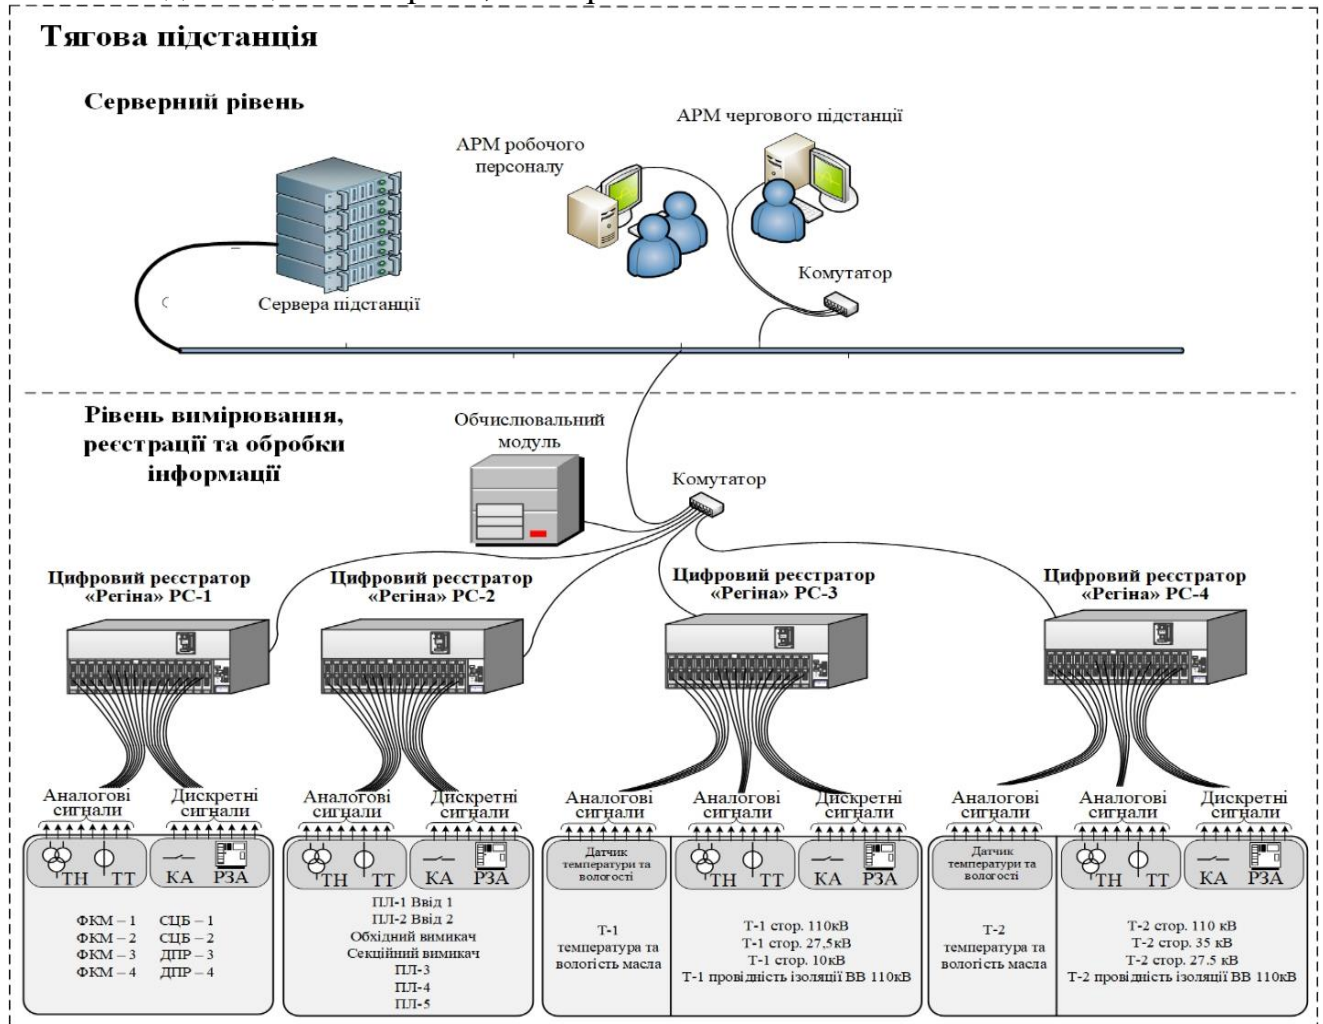 Тягова підстанція
Серверний рівень
АРМ чергового підстанції
АРМ робочого
персоналу
Комутатор
Сервера підстанції
Рівень вимірювання,
реєстрації та обробки
інформації
Обчислювальний
модуль
Комутатор
Цифровий реєстратор
«Регіна» РС-1
Цифровий реєстратор
«Регіна» РС-2
Цифровий реєстратор
«Регіна» РС-3
Цифровий реєстратор
«Регіна» РС-4
Аналогові
сигнали
Дискретні
сигнали
ТН ТТ
КА РЗА
ФКМ – 1 СЦБ – 1
ФКМ – 2 СЦБ – 2
ФКМ – 3 ДПР – 3
ФКМ – 4 ДПР – 4
Аналогові
сигнали
Дискретні
сигнали
ТН ТТ
КА РЗА
ПЛ-1 Ввід 1
ПЛ-2 Ввід 2
Обхідний вимикач
Секційний вимикач
ПЛ-3
ПЛ-4
ПЛ-5
Аналогові
сигнали
Аналогові
сигнали
Дискретні
сигнали
Датчик
температури та
вологості
ТН ТТ
КА РЗА
Т-1
температура та
вологість масла
Т-1 стор. 110кВ
Т-1 стор. 27,5кВ
Т-1 стор. 10кВ
Т-1 провідність ізоляції ВВ 110кВ
Аналогові
сигнали
Аналогові
сигнали
Дискретні
сигнали
Датчик
температури та
вологості
ТН ТТ
КА РЗА
Т-2
температура та
вологість масла
Т-2 стор. 110 кВ
Т-2 стор. 35 кВ
Т-2 стор. 27.5 кВ
Т-2 провідність ізоляції ВВ 110кВ